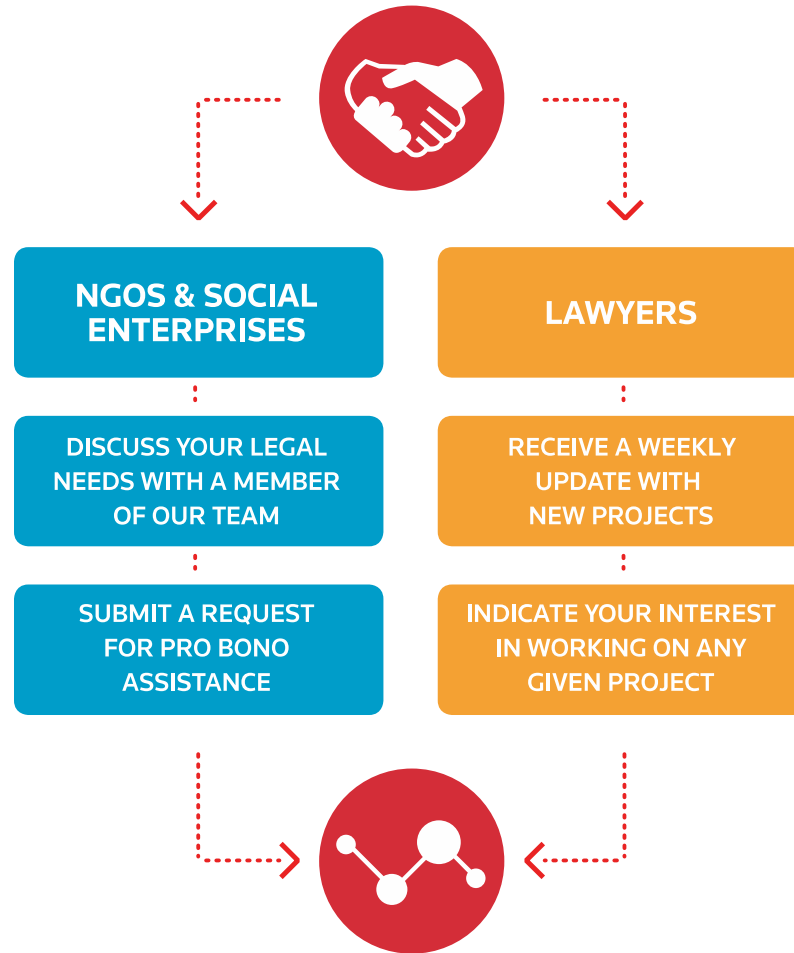 NGOS & SOCIAL
ENTERPRISES
DISCUSS YOUR LEGAL
NEEDS WITH A MEMBER
OF OUR TEAM
SUBMIT A REQUEST
FOR PRO BONO
ASSISTANCE
LAWYERS
RECEIVE A WEEKLY
UPDATE WITH
NEW PROJECTS
INDICATE YOUR INTEREST
IN WORKING ON ANY
GIVEN PROJECT